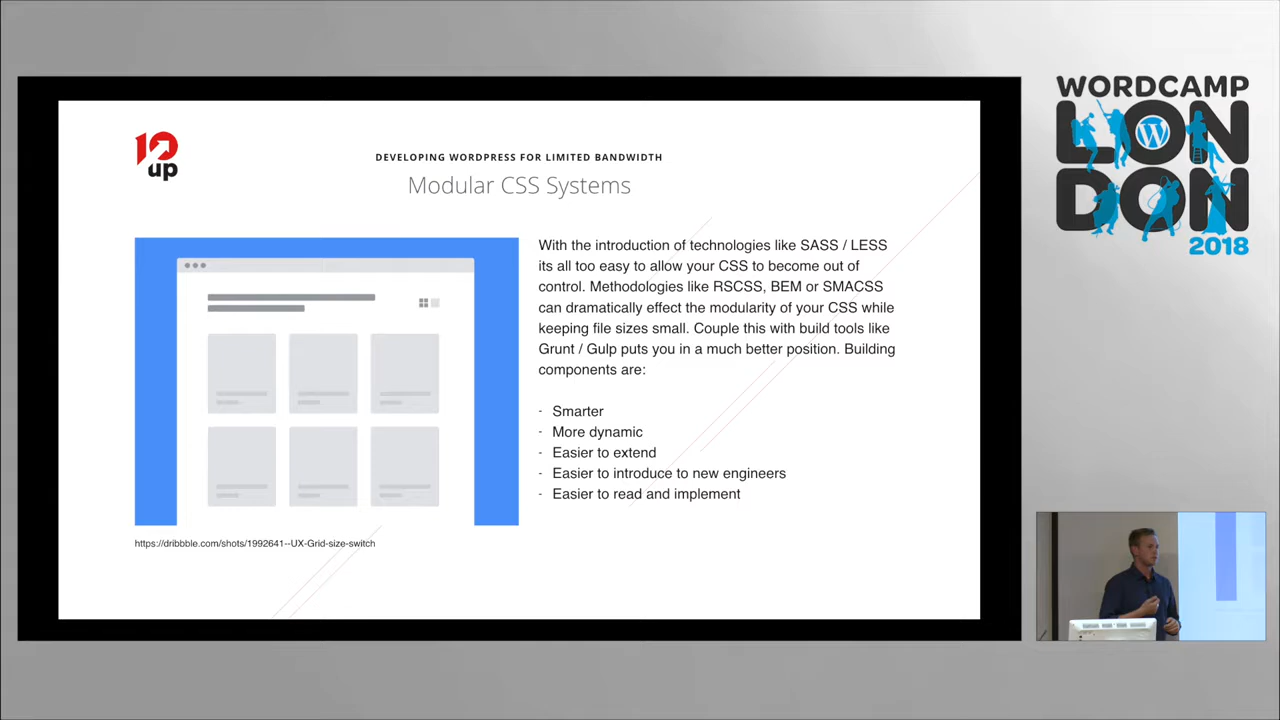 WORDCAMP
LONDON
2018
10up
DEVELOPING WORDPRESS FOR LIMITED BANDWIDTH
Modular CSS Systems
With the introduction of technologies like SASS / LESS
its all too easy to allow your CSS to become out of
control. Methodologies like RSCSS, BEM or SMACSS
can dramatically effect the modularity of your CSS while
keeping file sizes small. Couple this with build tools like
Grunt / Gulp puts you in a much better position. Building
components are:
- Smarter
- More dynamic
- Easier to extend
- Easier to introduce to new engineers
- Easier to read and implement
https://dribbble.com/shots/1992641--UX-Grid-size-switch